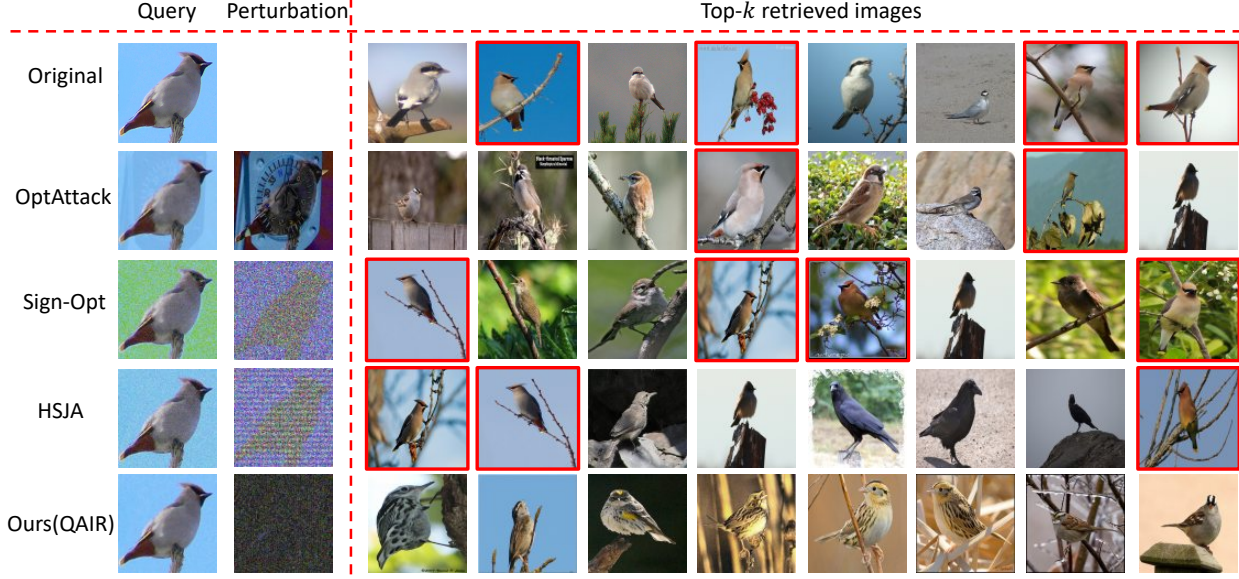 Query Perturbation Top-k retrieved images
Original
OptAttack
Sign-Opt
HSJA
Ours(QAIR)